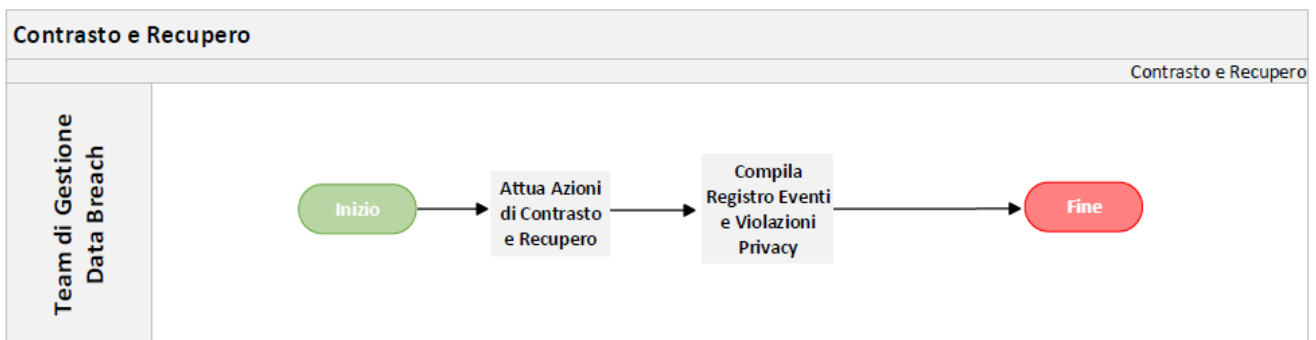 Contrasto e Recupero
Contrasto e Recupero
Team di Gestione
Data Breach
Inizio
Attua Azioni
di Contrasto
e Recupero
Compila
Registro Eventi
e Violazioni
Privacy
Fine